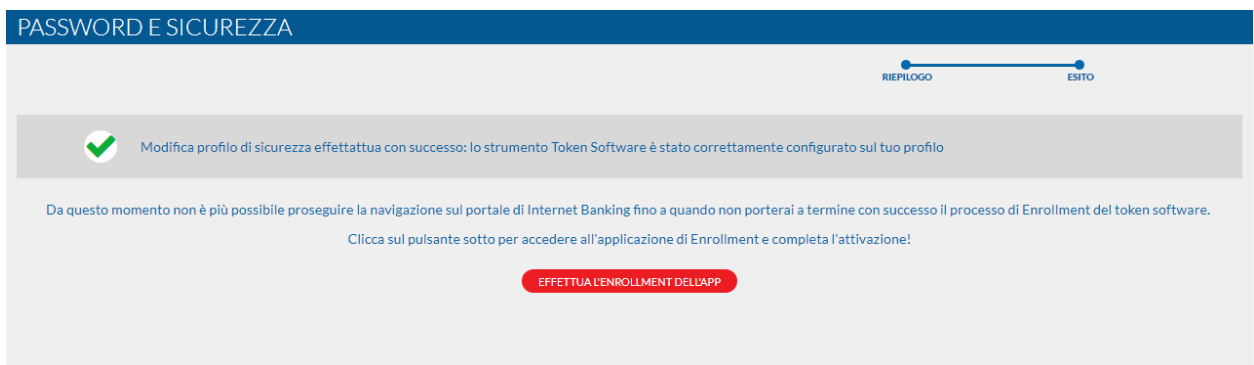 PASSWORD E SICUREZZA
RIEPILOGO ESITO
Modifica profilo di sicurezza effettattua con successo: lo strumento Token Software è stato correttamente configurato sul tuo profilo
Da questo momento non è più possibile proseguire la navigazione sul portale di Internet Banking fino a quando non porterai a termine con successo il processo di Enrollment del token software.
Clicca sul pulsante sotto per accedere all'applicazione di Enrollment e completa l'attivazione!
EFFETTUA L'ENROLLMENT DELL'APP